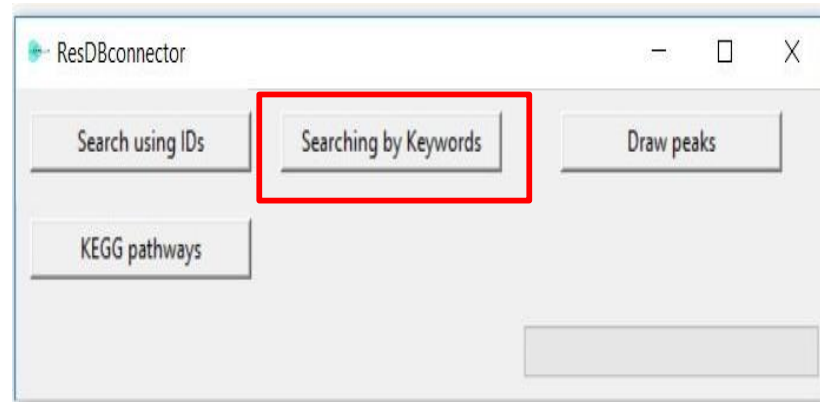 ResDBconnector
Search using IDs
Searching by Keywords
Draw peaks
KEGG pathways